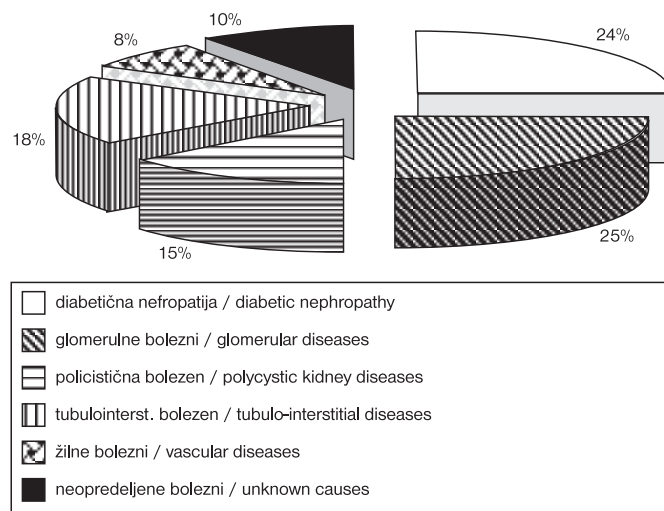 10%
24%
8%
18%
15%
25%
diabetična nefropatija / diabetic nephropathy
glomerulne bolezni / glomerular diseases
policistična bolezen / polycystic kidney diseases
tubulointerst. bolezen / tubulo-interstitial diseases
žilne bolezni / vascular diseases
neopredeljene bolezni / unknown causes